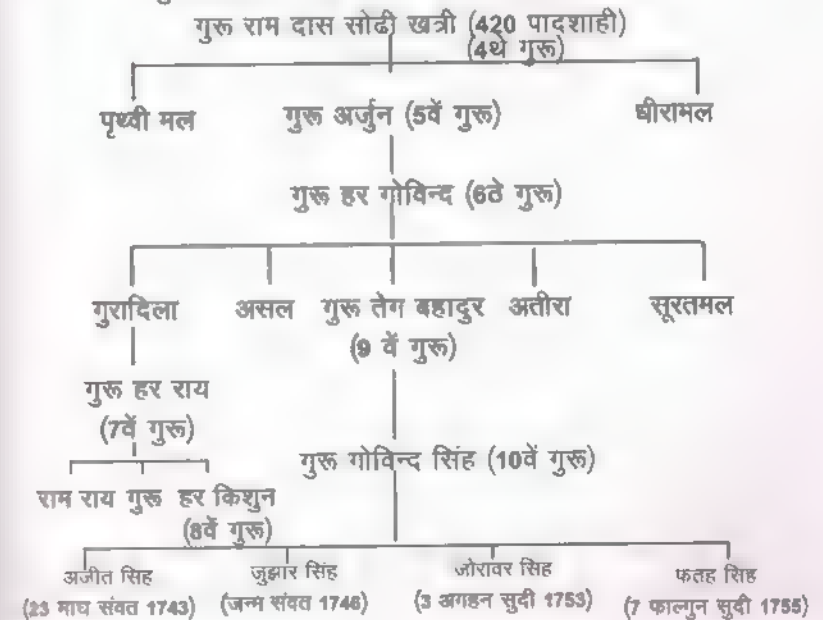 गुरू राम दास सोढी खत्री (420 पादशाही)
(4थे गुरू)
पृथ्वी मल गुरू अर्जुन (5वें गुरू) धीरामल
गुरू हर गोविन्द (6ठे गुरू)
गुरादिला असल गुरू तेग बहादुर अतीरा सूरतमल
(9 वें गुरू)
गुरू हर राय
(7वें गुरू)
गुरू गोविन्द सिंह (10वें गुरू)
राम राय गुरू हर किशुन
(8वें गुरू)
अजीत सिंह जुझार सिंह जोरावर सिंह फतह सिंह
(23 माघ संवत 1743) (जन्म संवत 1746) (3 अगहन सुदी 1753) (7 फाल्गुन सुदी 1755)